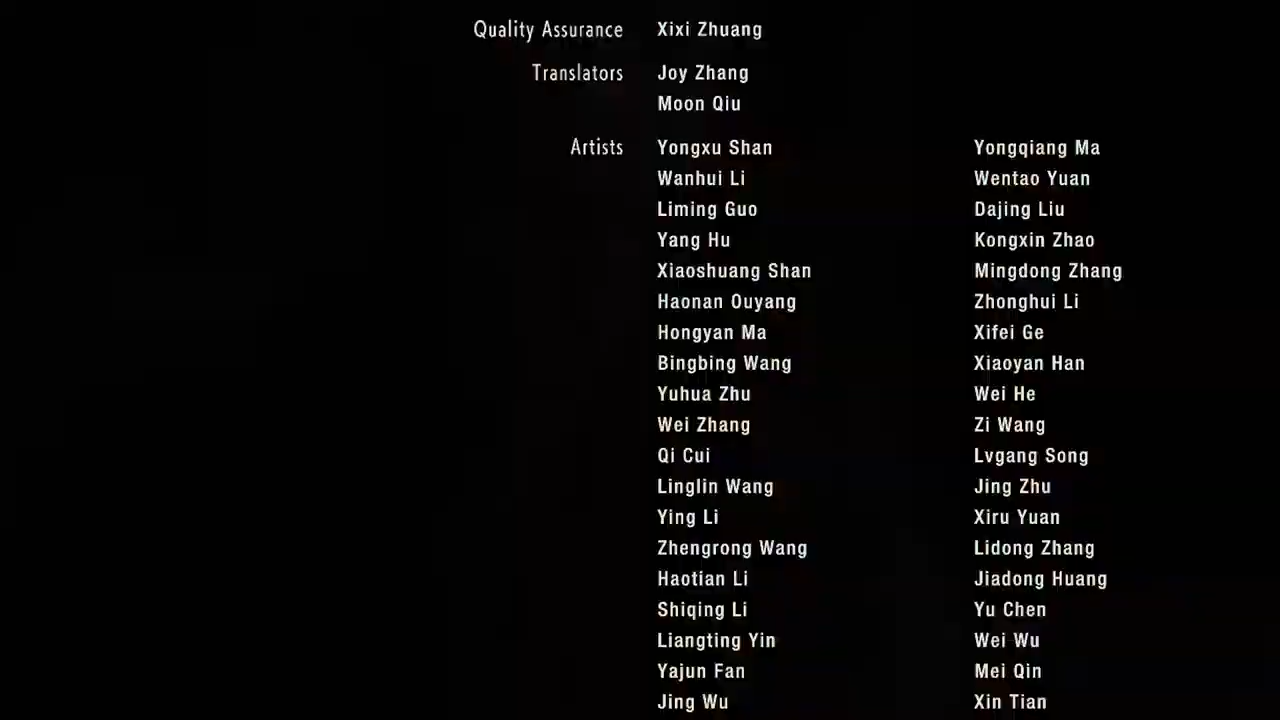 Quality Assurance Xixi Zhuang
Translators Joy Zhang
Moon Qiu
Artists Yongxu Shan Yongqiang Ma
Wanhui Li Wentao Yuan
Liming Guo Dajing Liu
Yang Hu Kongxin Zhao
Xiaoshuang Shan Mingdong Zhang
Haonan Ouyang Zhonghui Li
Hongyan Ma Xifei Ge
Bingbing Wang Xiaoyan Han
Yuhua Zhu Wei He
Wei Zhang Zi Wang
Qi Cui Lvgang Song
Linglin Wang Jing Zhu
Ying Li Xiru Yuan
Zhengrong Wang Lidong Zhang
Haotian Li Jiadong Huang
Shiqing Li Yu Chen
Liangting Yin Wei Wu
Yajun Fan Mei Qin
Jing Wu Xin Tian